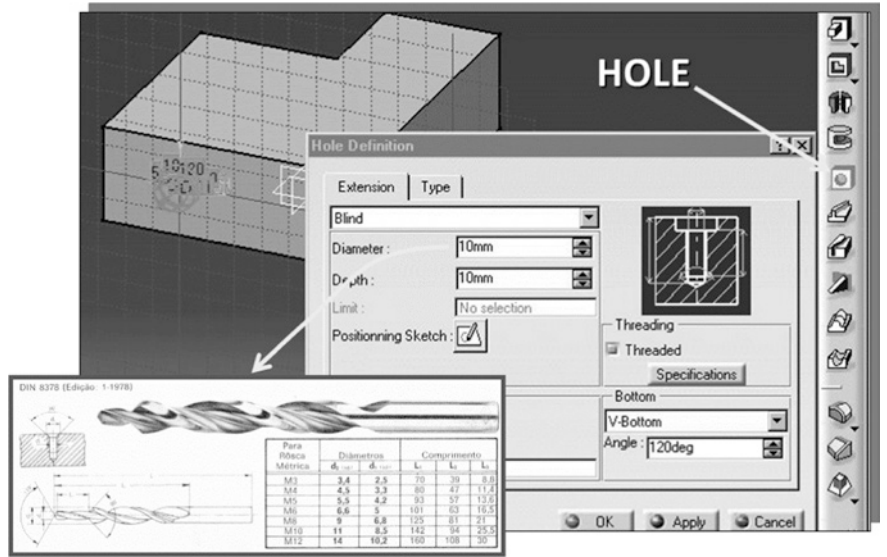 HOLE
Hole Definition
Extension Type
Blind
Diameter : 10mm
Depth : 10mm
Limit : No selection
Positionning Sketch :
Threading
Threaded
Specifications
Bottom
V-Bottom
Angle : 120deg
OK Apply Cancel
DIN 8378 (Edição 1-1978)
Para Rôsca Métrica Diâmetros Comprimento
M3 3,4 2,5 70 39 8,8
M4 4,5 3,3 80 47 11,4
M5 5,5 4,2 93 57 13,6
M6 6,6 5 101 63 16,5
M8 9 6,8 125 81 21
M10 11 8,5 142 94 25,5
M12 14 10,2 160 108 30